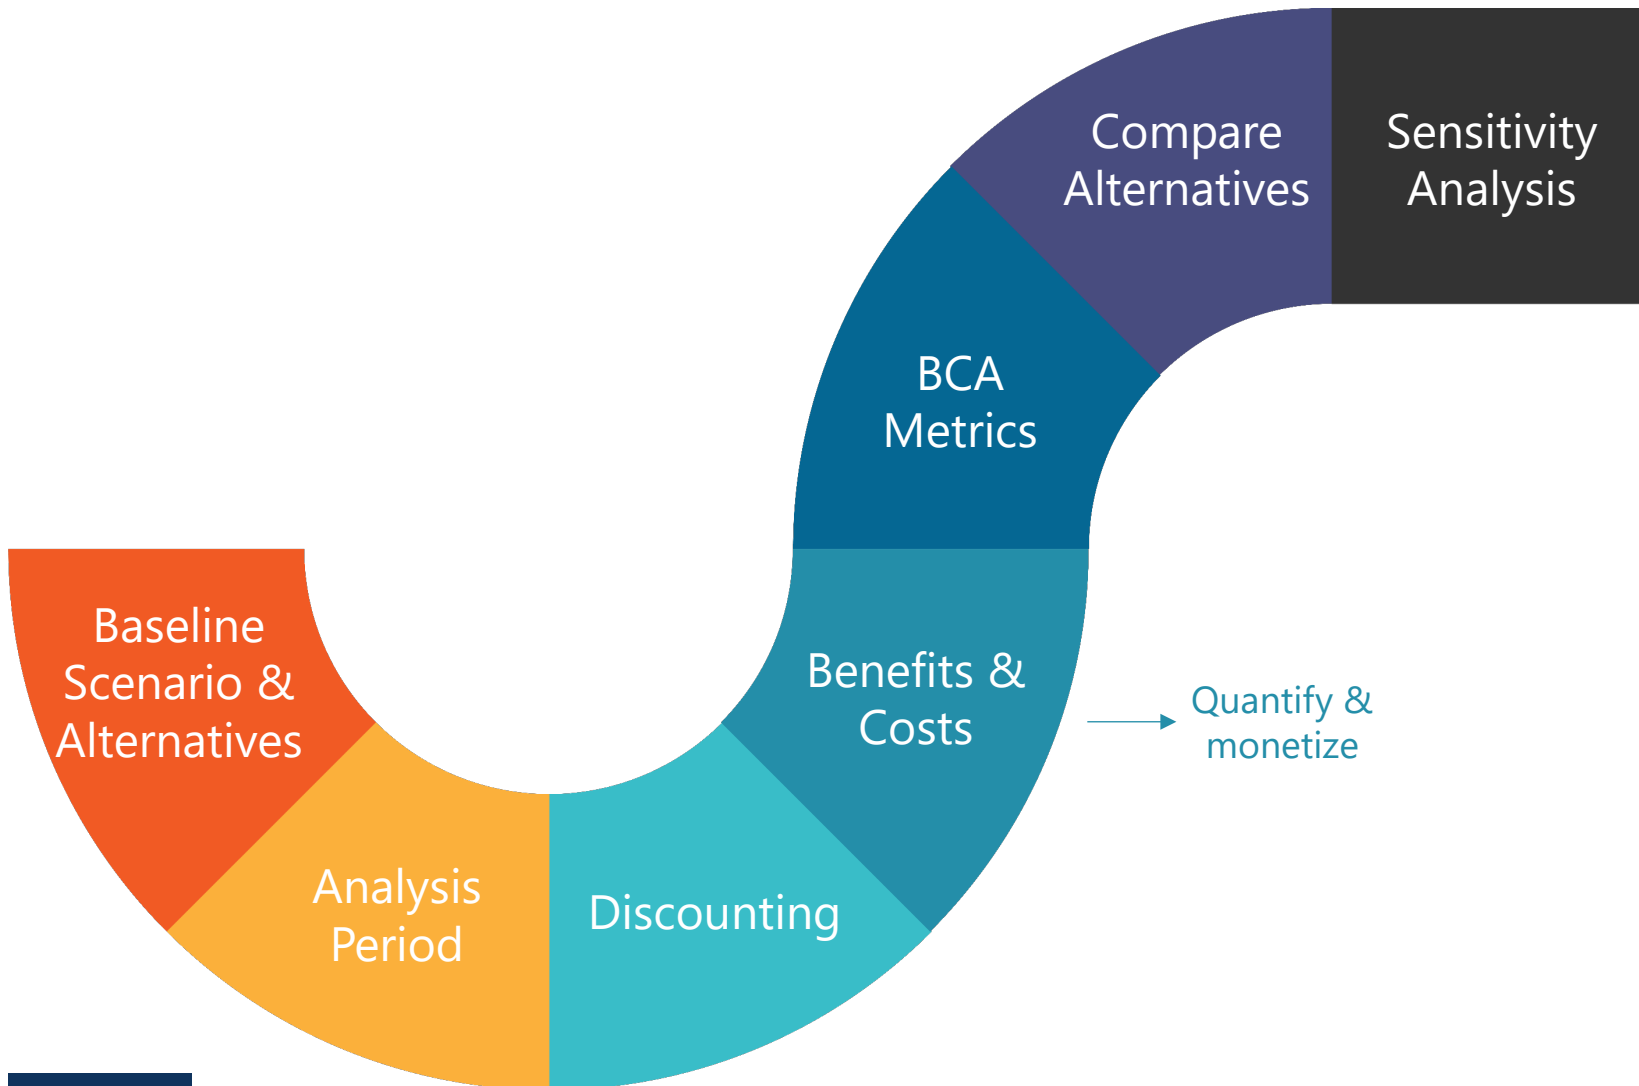 Baseline
Scenario &
Alternatives
Analysis
Period
Discounting
Benefits &
Costs
Quantify &
monetize
BCA
Metrics
Compare
Alternatives
Sensitivity
Analysis